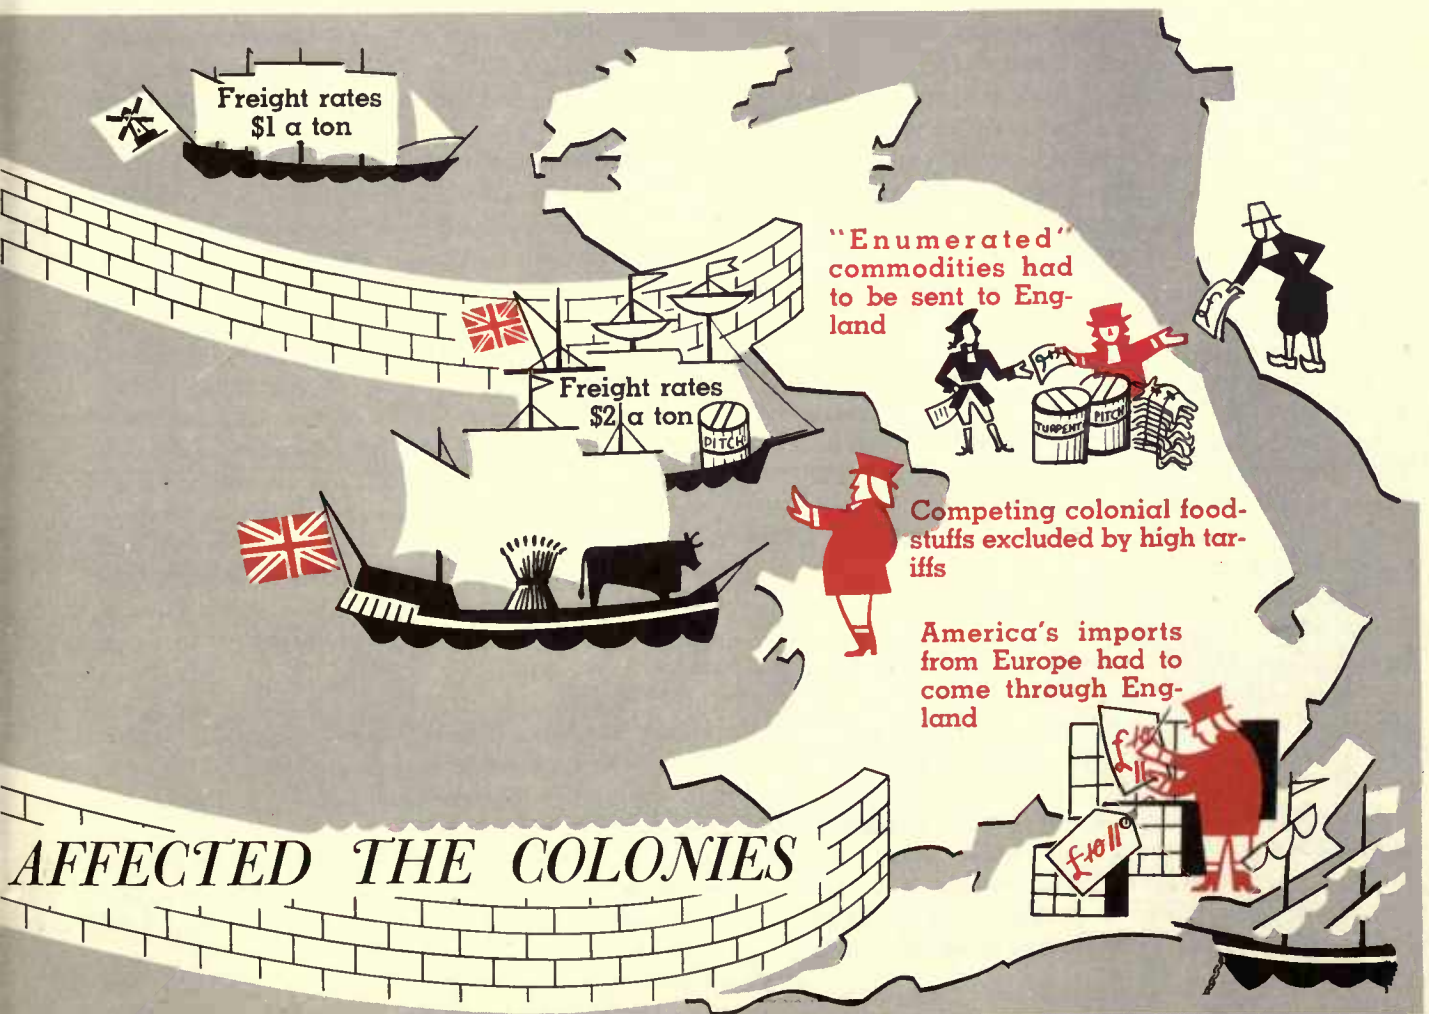 Freight rates
$1 a ton
"Enumerated"
commodities had
to be sent to Eng-
land
Freight rates
$2 a ton
PITCH
TURPENT
PITCH
Competing colonial food-
stuffs excluded by high tar-
iffs
America's imports
from Europe had to
come through Eng-
land
AFFECTED THE COLONIES